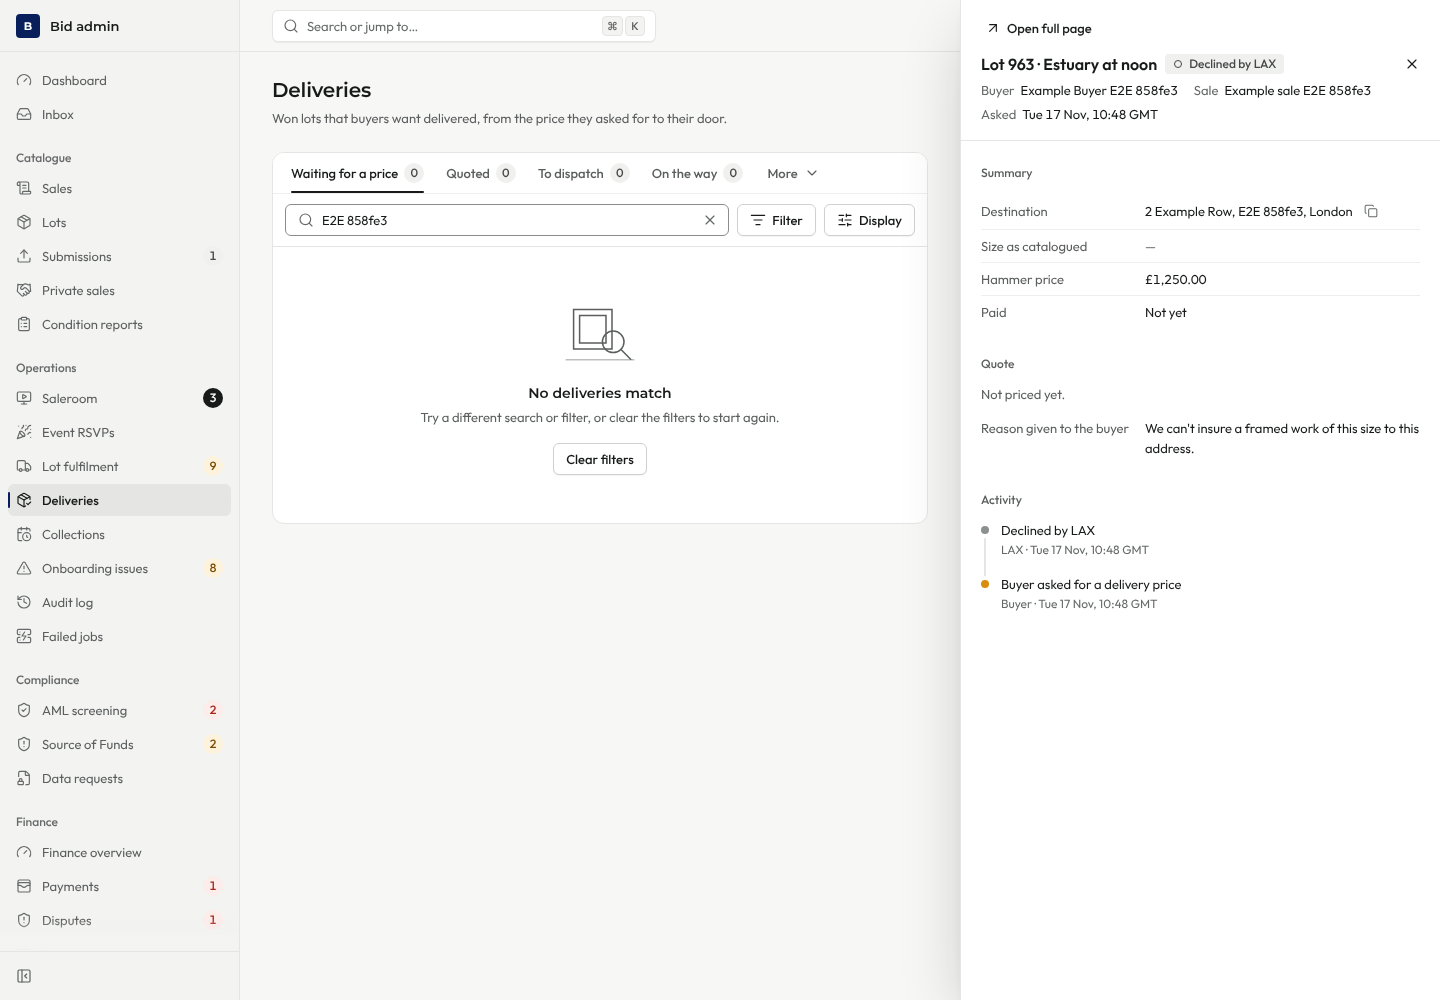 B
Bid admin
Dashboard
Inbox
Catalogue
Sales
Lots
Submissions 1
Private sales
Condition reports
Operations
Saleroom 3
Event RSVPs
Lot fulfilment 9
Deliveries
Collections
Onboarding issues 8
Audit log
Failed jobs
Compliance
AML screening 2
Source of Funds 2
Data requests
Finance
Finance overview
Payments 1
Disputes 1
Search or jump to... ⌘ K
Deliveries
Won lots that buyers want delivered, from the price they asked for to their door.
Waiting for a price 0 Quoted 0 To dispatch 0 On the way 0 More
E2E 858fe3 Filter Display
No deliveries match
Try a different search or filter, or clear the filters to start again.
Clear filters
Open full page
Lot 963 · Estuary at noon Declined by LAX
Buyer Example Buyer E2E 858fe3 Sale Example sale E2E 858fe3
Asked Tue 17 Nov, 10:48 GMT
Summary
Destination 2 Example Row, E2E 858fe3, London
Size as catalogued —
Hammer price £1,250.00
Paid Not yet
Quote
Not priced yet.
Reason given to the buyer We can't insure a framed work of this size to this
address.
Activity
Declined by LAX
LAX · Tue 17 Nov, 10:48 GMT
Buyer asked for a delivery price
Buyer · Tue 17 Nov, 10:48 GMT